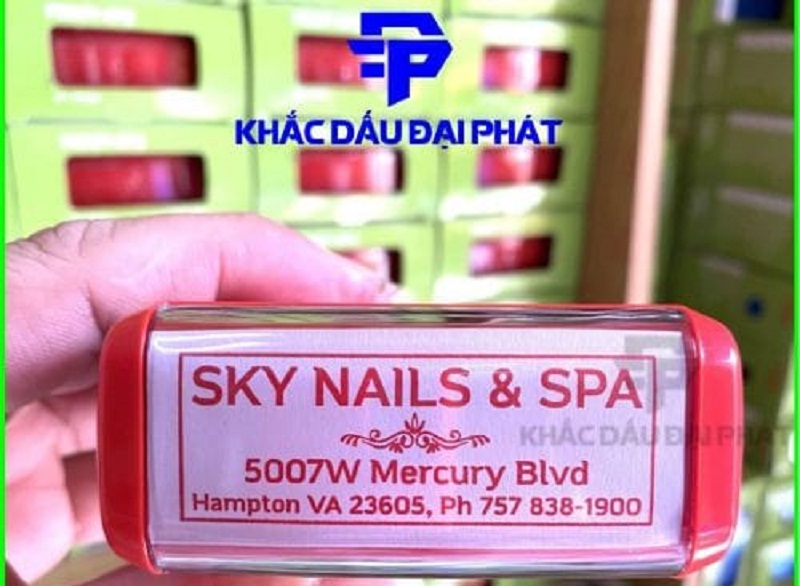 KHẮC DẤU ĐẠI PHÁT
SKY NAILS & SPA
KHẮC DẤU ĐẠI PHÁT
5007W Mercury Blvd
Hampton VA 23605, Ph 757 838-1900